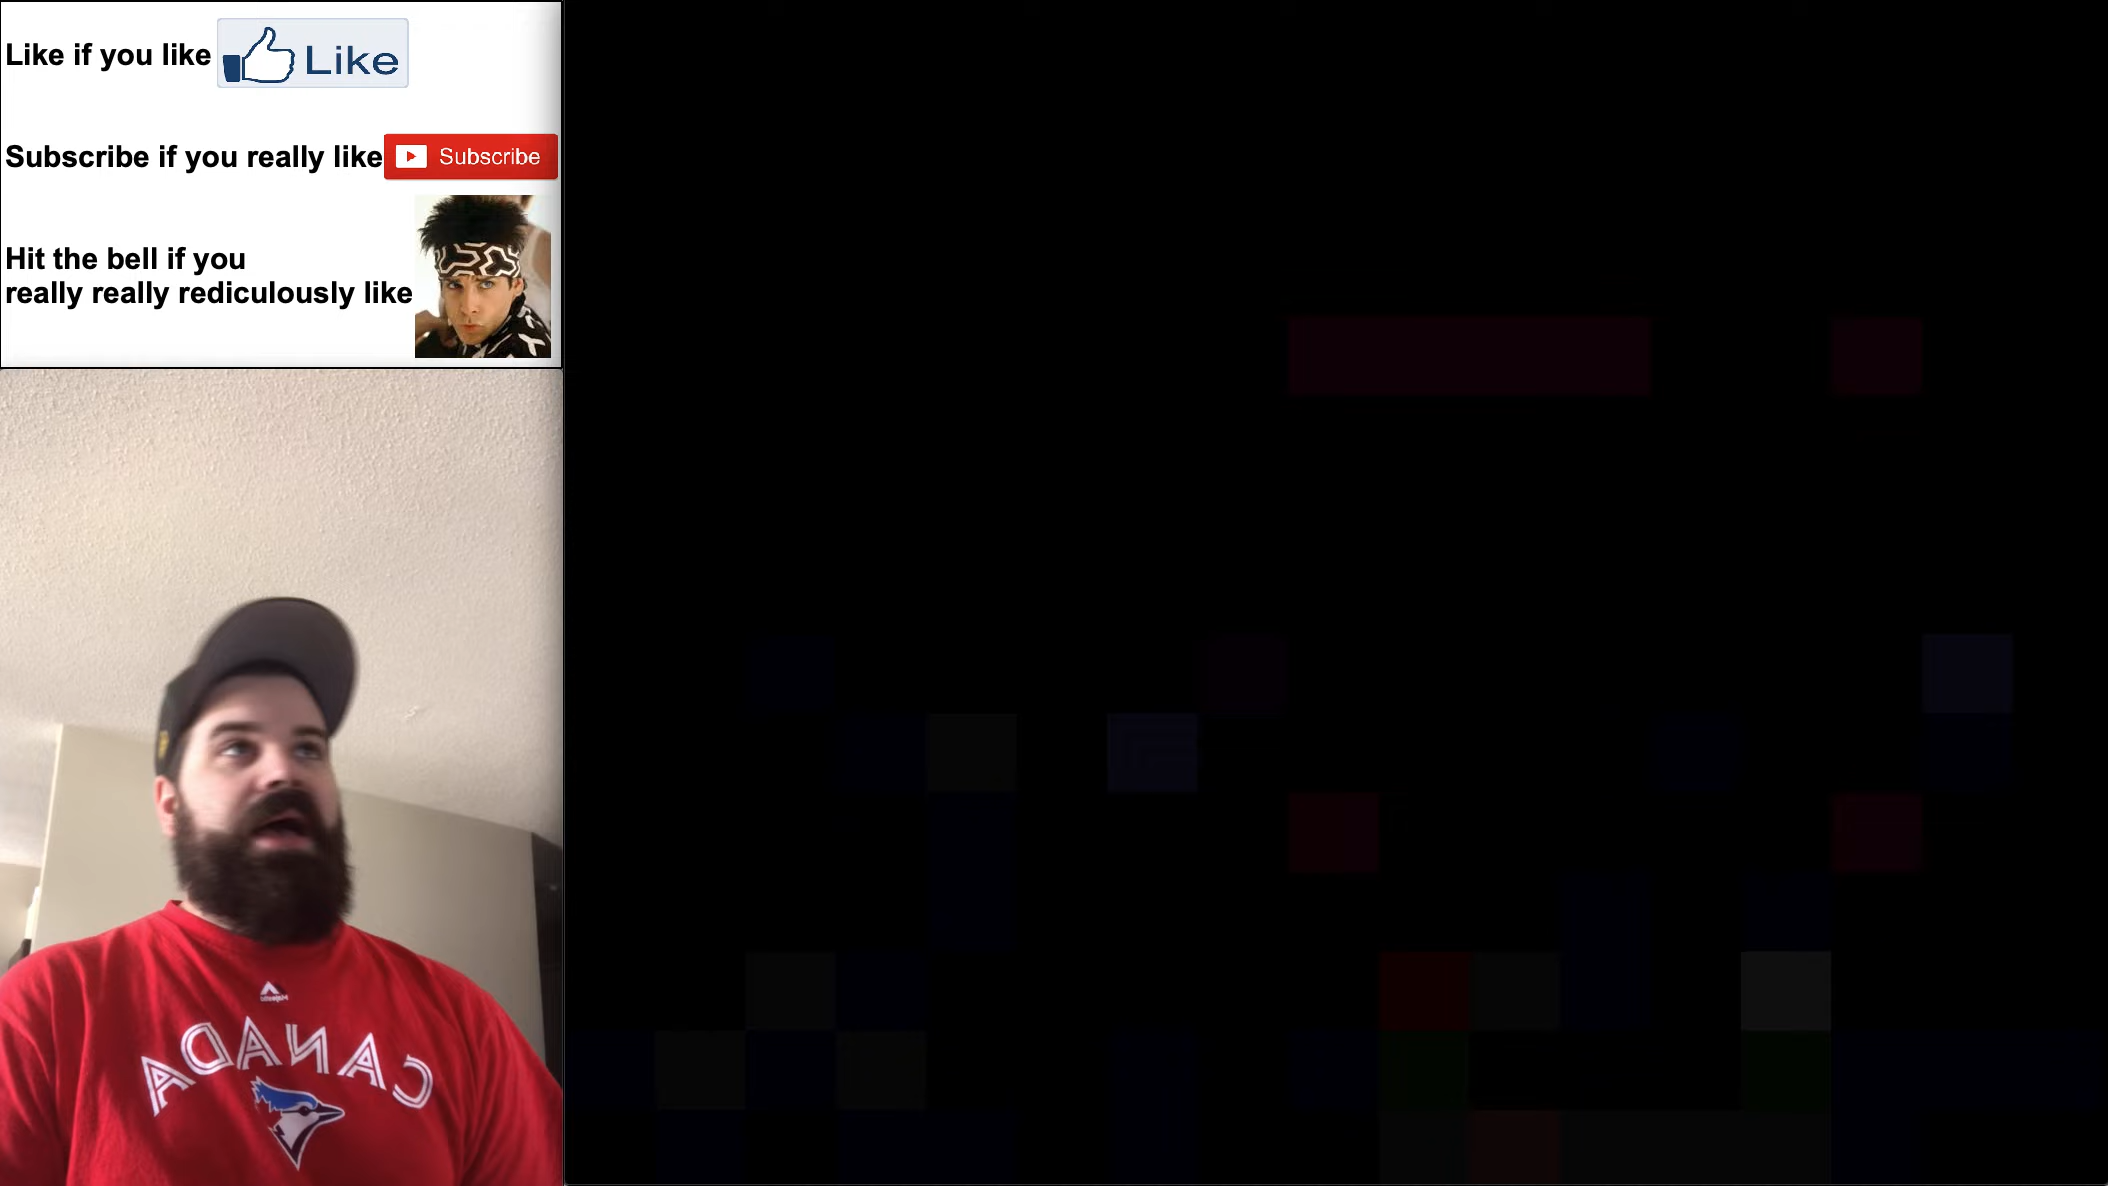 Like if you like
Like
Subscribe if you really like
Subscribe
Hit the bell if you
really really rediculously like
CANADA